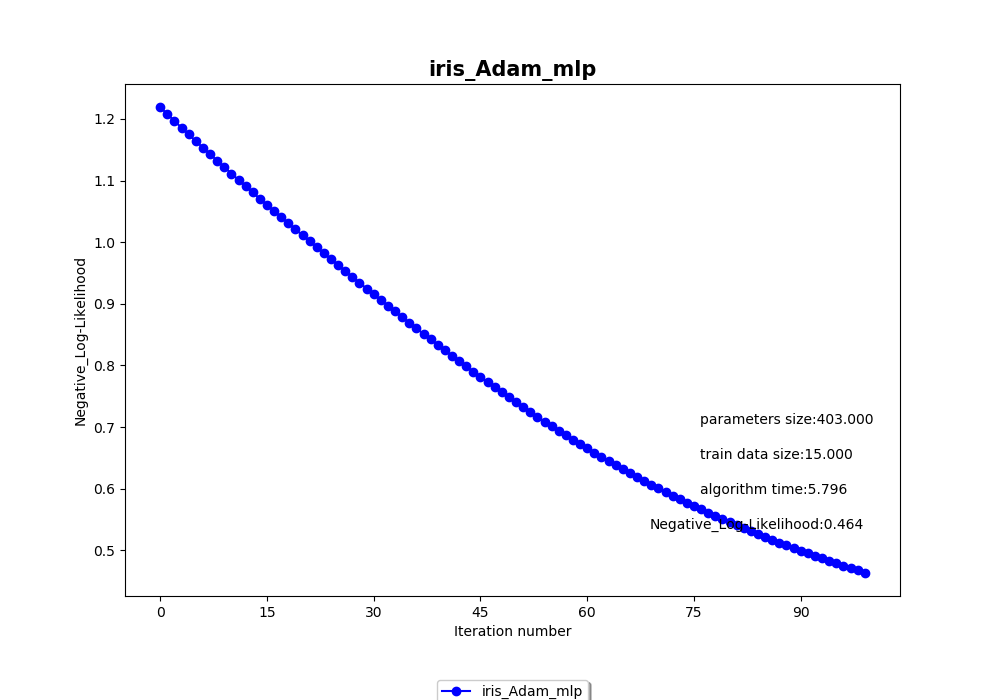 iris_Adam_mlp
Negative_Log-Likelihood
1.2
1.1
1.0
0.9
0.8
0.7
0.6
0.5
parameters size:403.000
train data size:15.000
algorithm time:5.796
Negative_Log-Likelihood:0.464
0 15 30 45 60 75 90
Iteration number
iris_Adam_mlp